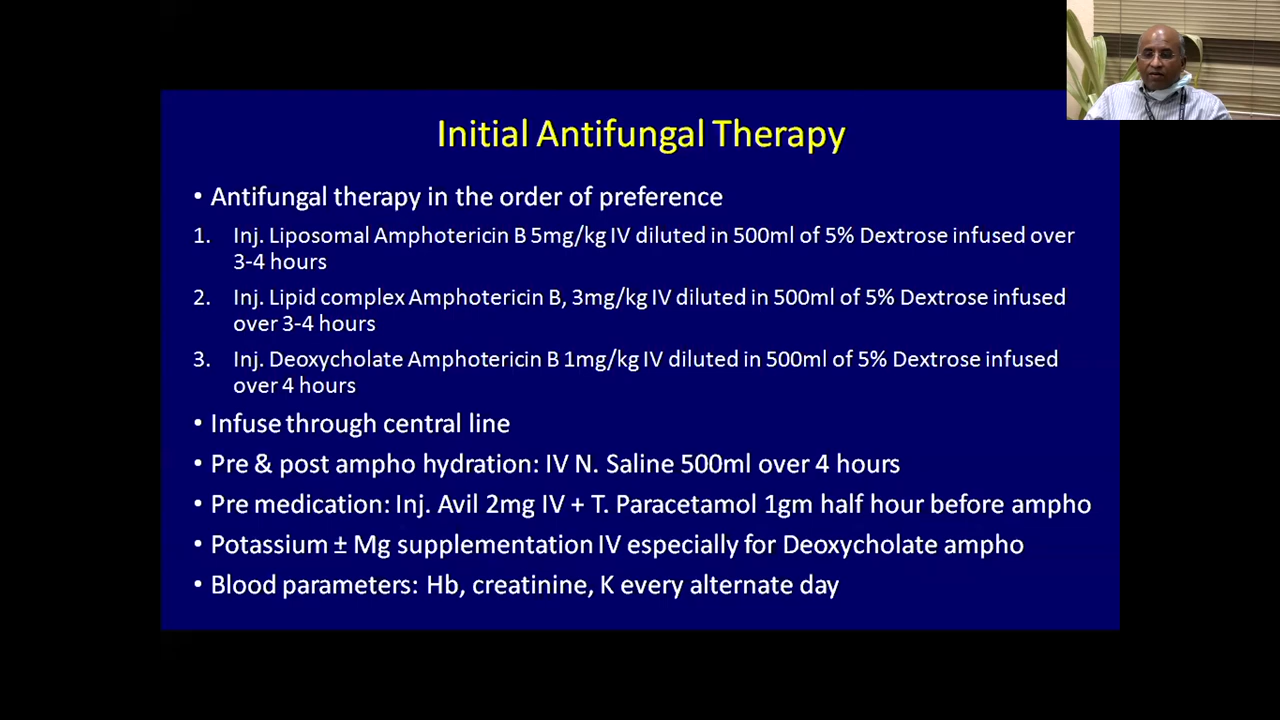 Initial Antifungal Therapy
• Antifungal therapy in the order of preference
1. Inj. Liposomal Amphotericin B 5mg/kg IV diluted in 500ml of 5% Dextrose infused over
3-4 hours
2. Inj. Lipid complex Amphotericin B, 3mg/kg IV diluted in 500ml of 5% Dextrose infused
over 3-4 hours
3. Inj. Deoxycholate Amphotericin B 1mg/kg IV diluted in 500ml of 5% Dextrose infused
over 4 hours
• Infuse through central line
• Pre & post ampho hydration: IV N. Saline 500ml over 4 hours
• Pre medication: Inj. Avil 2mg IV + T. Paracetamol 1gm half hour before ampho
• Potassium ± Mg supplementation IV especially for Deoxycholate ampho
• Blood parameters: Hb, creatinine, K every alternate day